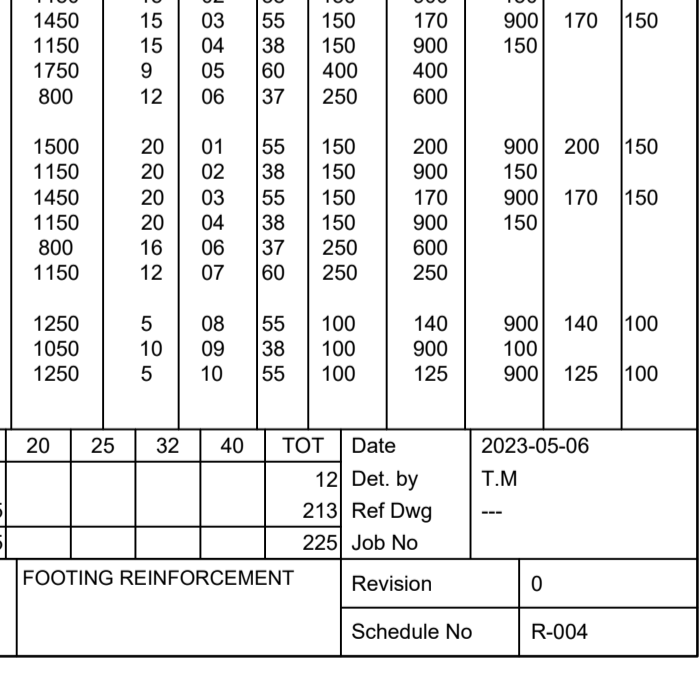 1450 15 03 55 150 170 900 170 150
1150 15 04 38 150 900 150
1750 9 05 60 400 400
800 12 06 37 250 600
1500 20 01 55 150 200 900 200 150
1150 20 02 38 150 900 150
1450 20 03 55 150 170 900 170 150
1150 20 04 38 150 900 150
800 16 06 37 250 600
1150 12 07 60 250 250
1250 5 08 55 100 140 900 140 100
1050 10 09 38 100 900 100
1250 5 10 55 100 125 900 125 100
20 25 32 40 TOT Date 2023-05-06
12 Det. by T.M
213 Ref Dwg ---
225 Job No
FOOTING REINFORCEMENT Revision 0
Schedule No R-004